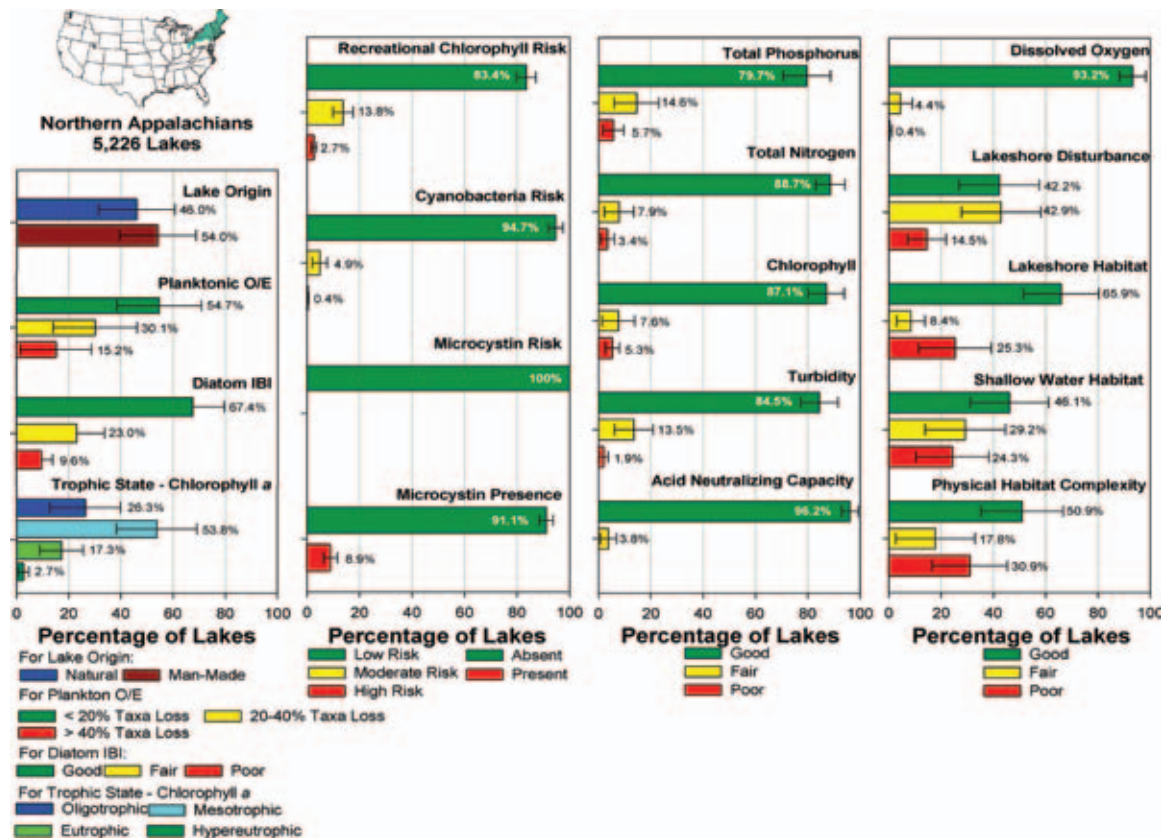 Northern Appalachians
5,226 Lakes
Lake Origin
46.0%
54.0%
Planktonic O/E
54.7%
30.1%
15.2%
Diatom IBI
67.4%
23.0%
9.6%
Trophic State - Chlorophyll a
26.3%
53.8%
17.3%
2.7%
0 20 40 60 80 100
Percentage of Lakes
For Lake Origin:
Natural Man-Made
For Plankton O/E
< 20% Taxa Loss 20-40% Taxa Loss
> 40% Taxa Loss
For Diatom IBI:
Good Fair Poor
For Trophic State - Chlorophyll a
Oligotrophic Mesotrophic
Eutrophic Hypereutrophic
Recreational Chlorophyll Risk
83.4%
13.8%
2.7%
Cyanobacteria Risk
94.7%
4.9%
0.4%
Microcystin Risk
100%
Microcystin Presence
91.1%
8.9%
0 20 40 60 80 100
Percentage of Lakes
Low Risk Absent
Moderate Risk Present
High Risk
Total Phosphorus
79.7%
14.6%
5.7%
Total Nitrogen
88.7%
7.9%
3.4%
Chlorophyll
87.1%
7.6%
5.3%
Turbidity
84.5%
13.5%
1.9%
Acid Neutralizing Capacity
96.2%
3.8%
0 20 40 60 80 100
Percentage of Lakes
Good
Fair
Poor
Dissolved Oxygen
93.2%
4.4%
0.4%
Lakeshore Disturbance
42.2%
42.9%
14.5%
Lakeshore Habitat
65.9%
8.4%
25.3%
Shallow Water Habitat
46.1%
29.2%
24.3%
Physical Habitat Complexity
50.9%
17.8%
30.9%
0 20 40 60 80 100
Percentage of Lakes
Good
Fair
Poor